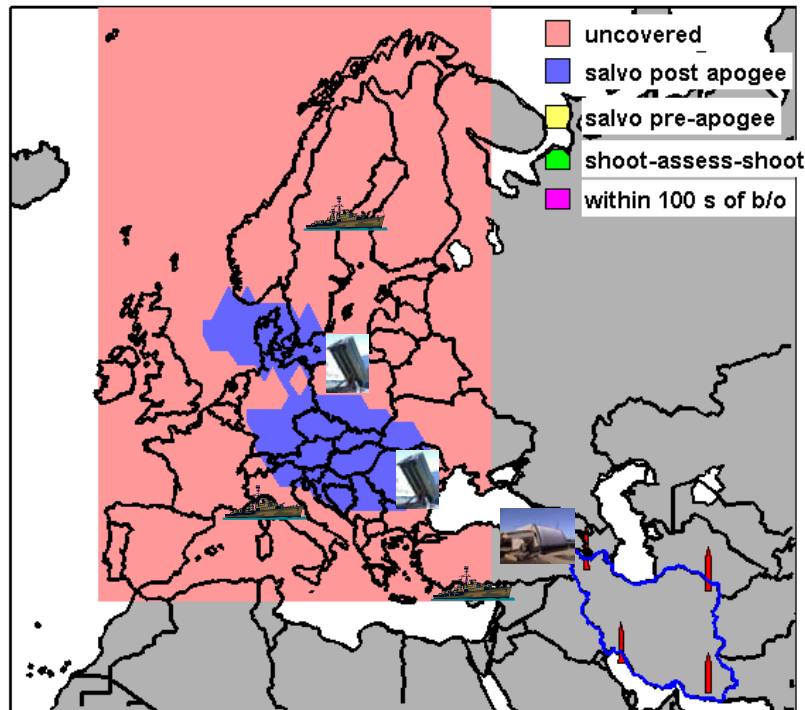 uncovered
salvo post apogee
salvo pre-apogee
shoot-assess-shoot
within 100 s of b/o